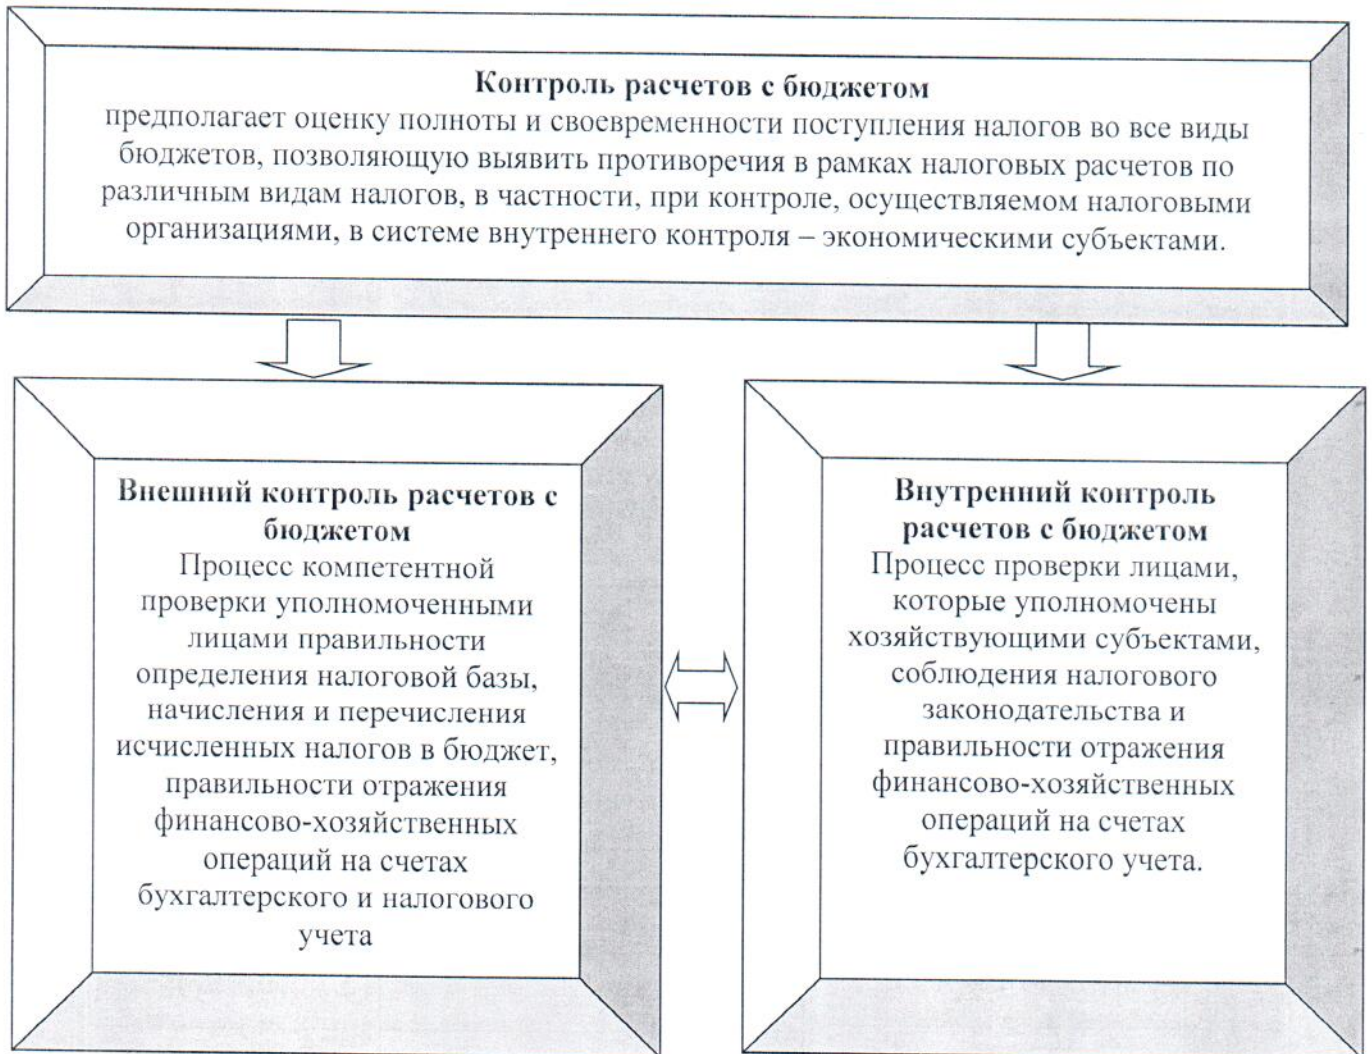 Контроль расчетов с бюджетом
предполагает оценку полноты и своевременности поступления налогов во все виды
бюджетов, позволяющую выявить противоречия в рамках налоговых расчетов по
различным видам налогов, в частности, при контроле, осуществляемом налоговыми
организациями, в системе внутреннего контроля – экономическими субъектами.
Внешний контроль расчетов с
бюджетом
Процесс компетентной
проверки уполномоченными
лицами правильности
определения налоговой базы,
начисления и перечисления
исчисленных налогов в бюджет,
правильности отражения
финансово-хозяйственных
операций на счетах
бухгалтерского и налогового
учета
Внутренний контроль
расчетов с бюджетом
Процесс проверки лицами,
которые уполномочены
хозяйствующими субъектами,
соблюдения налогового
законодательства и
правильности отражения
финансово-хозяйственных
операций на счетах
бухгалтерского учета.